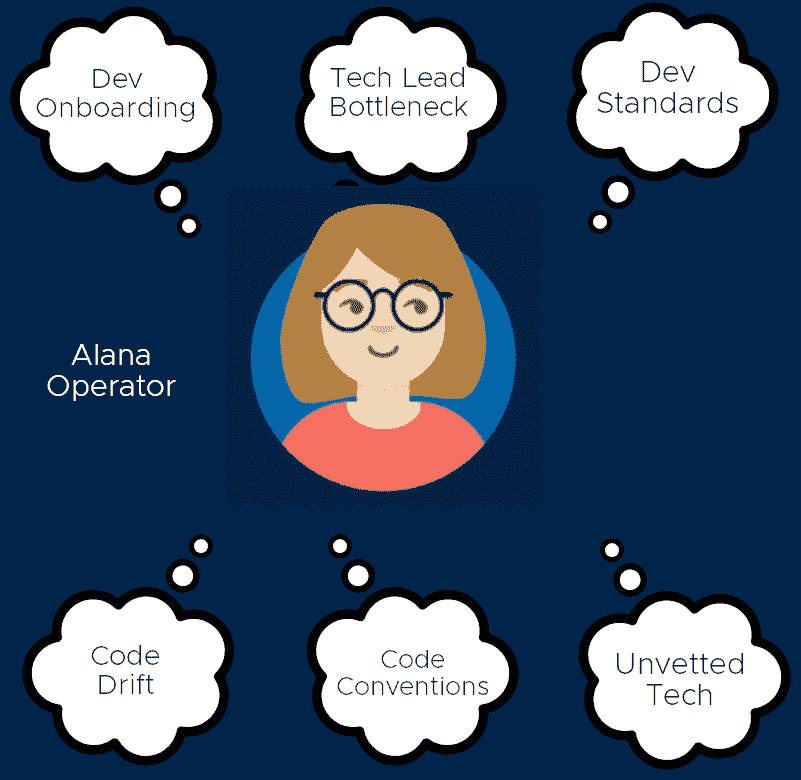 Dev
Onboarding
Tech Lead
Bottleneck
Dev
Standards
Alana
Operator
Code
Drift
Code
Conventions
Unvetted
Tech